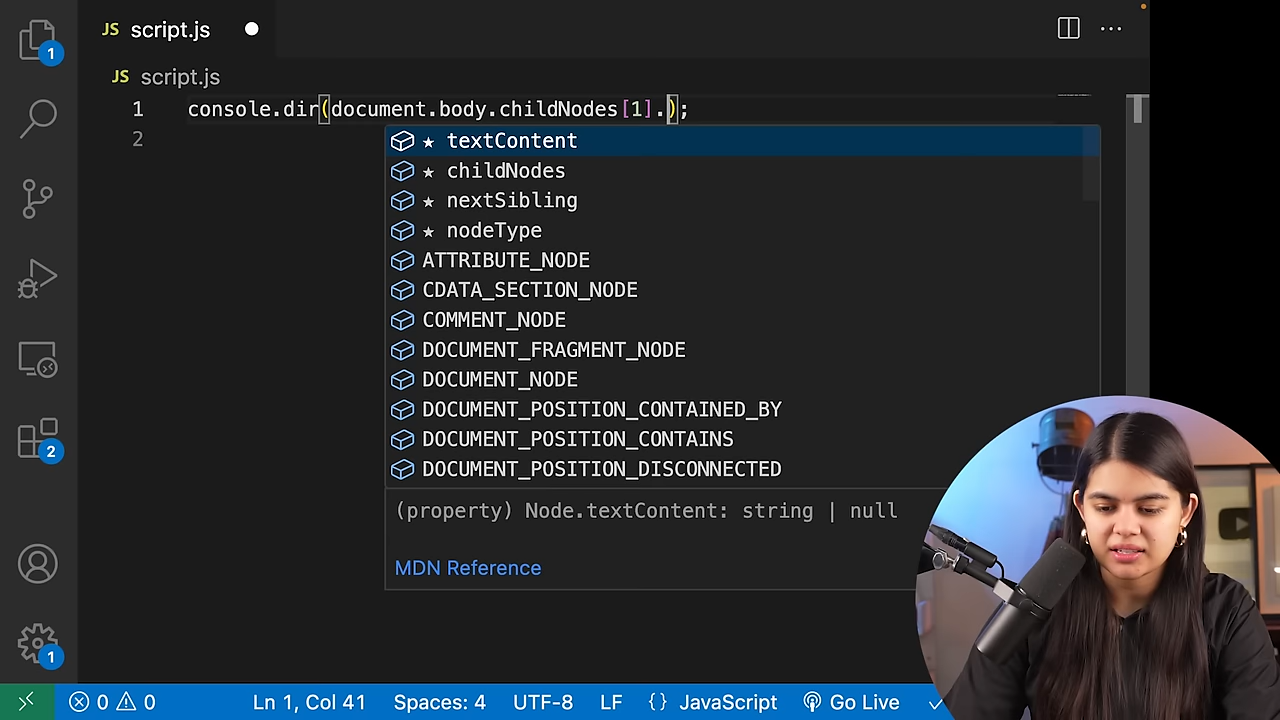 JS script.js
1
JS script.js
1 console.dir(document.body.childNodes[1].);
2
★ textContent
★ childNodes
★ nextSibling
★ nodeType
ATTRIBUTE_NODE
CDATA_SECTION_NODE
COMMENT_NODE
DOCUMENT_FRAGMENT_NODE
DOCUMENT_NODE
DOCUMENT_POSITION_CONTAINED_BY
DOCUMENT_POSITION_CONTAINS
DOCUMENT_POSITION_DISCONNECTED
2
(property) Node.textContent: string | null
MDN Reference
1
0 0 Ln 1, Col 41 Spaces: 4 UTF-8 LF {} JavaScript Go Live